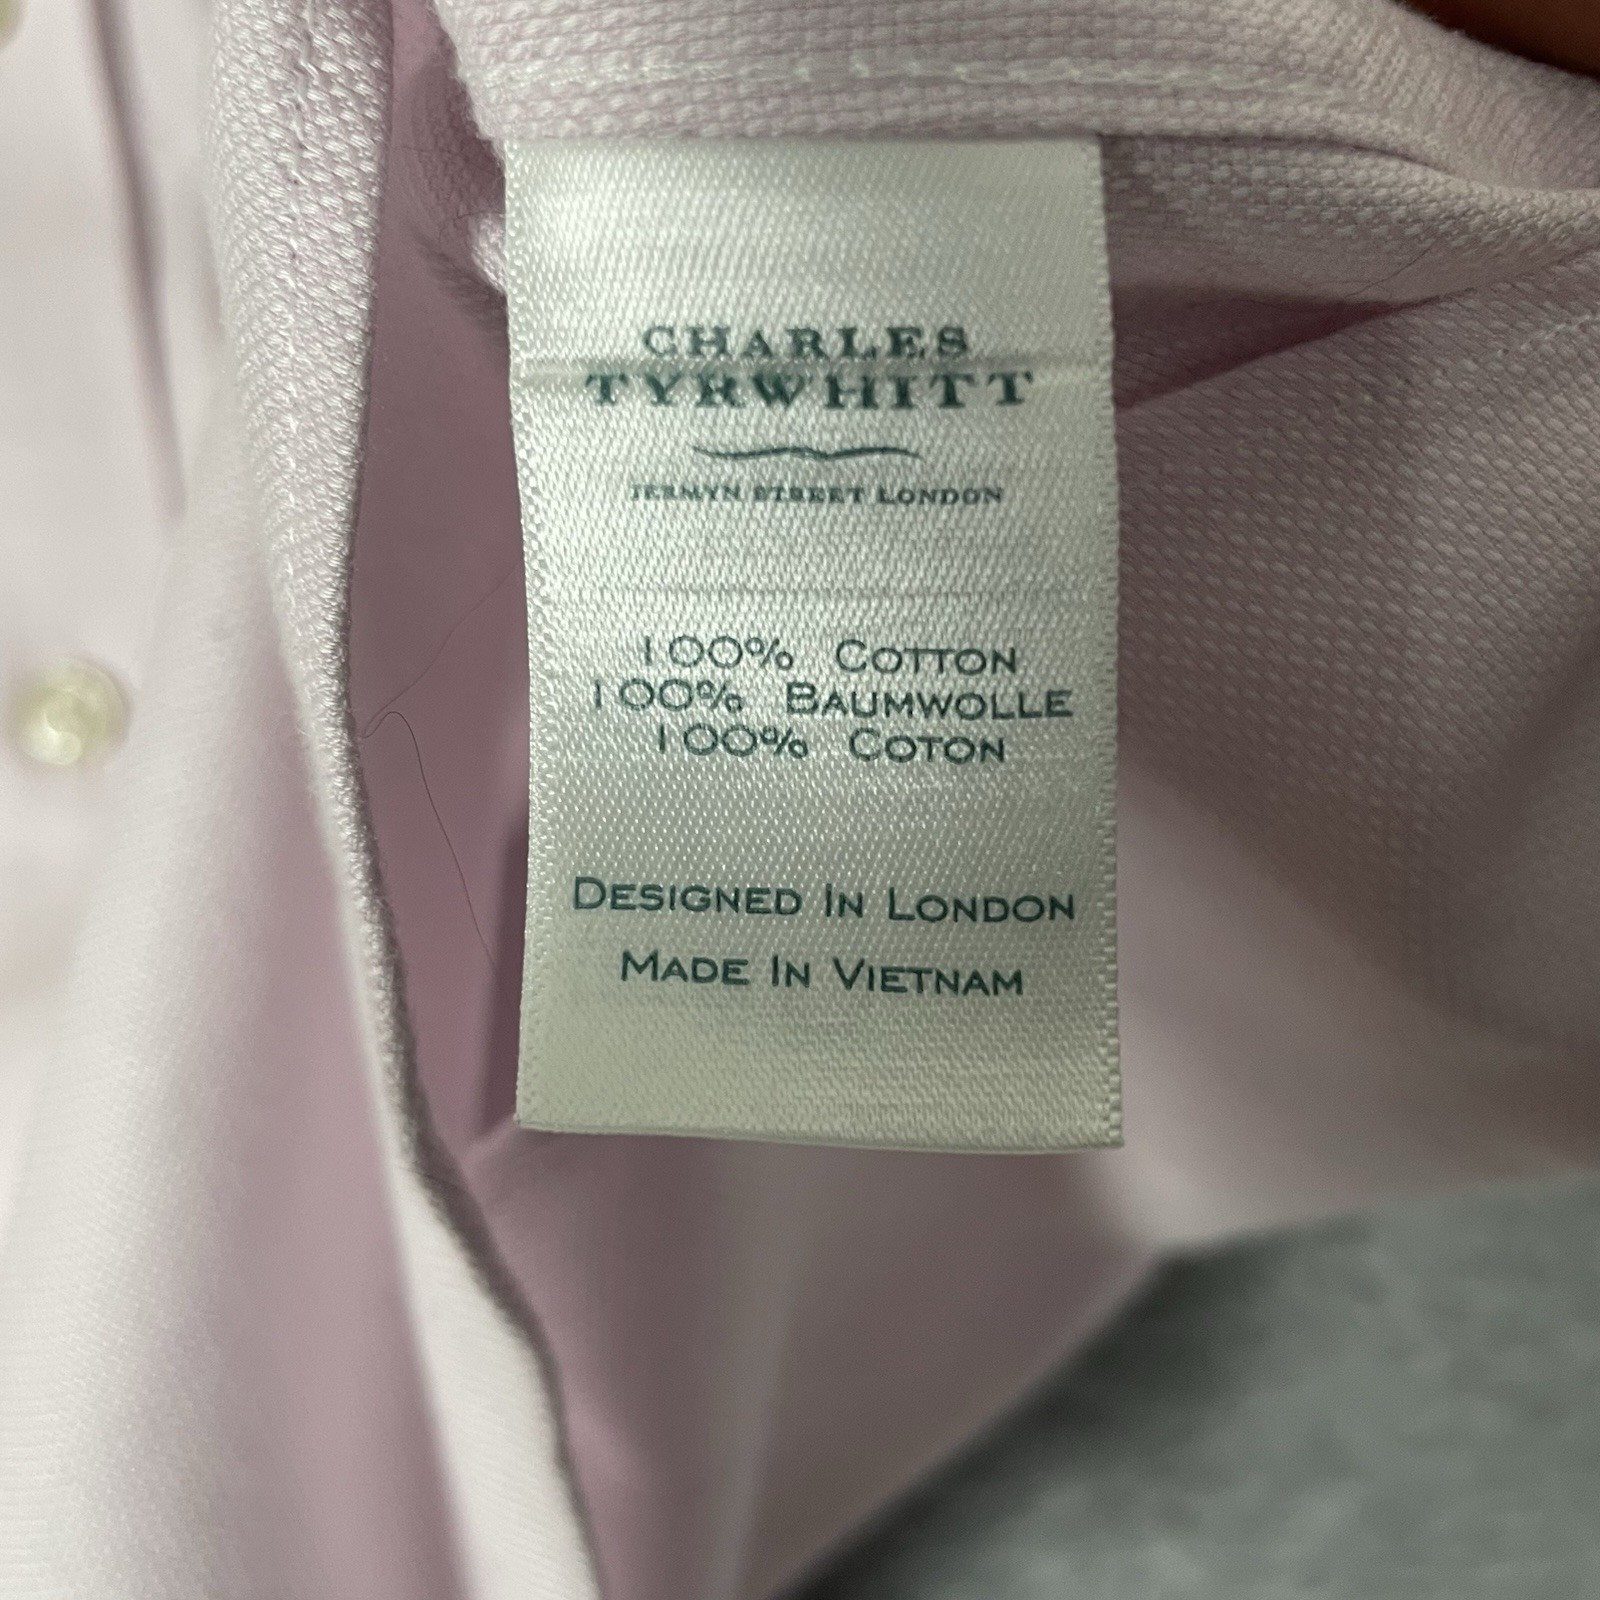 CHARLES
TYRWHITT
JERMYN STREET LONDON
100% COTTON
100% BAUMWOLLE
100% COTON
DESIGNED IN LONDON
MADE IN VIETNAM